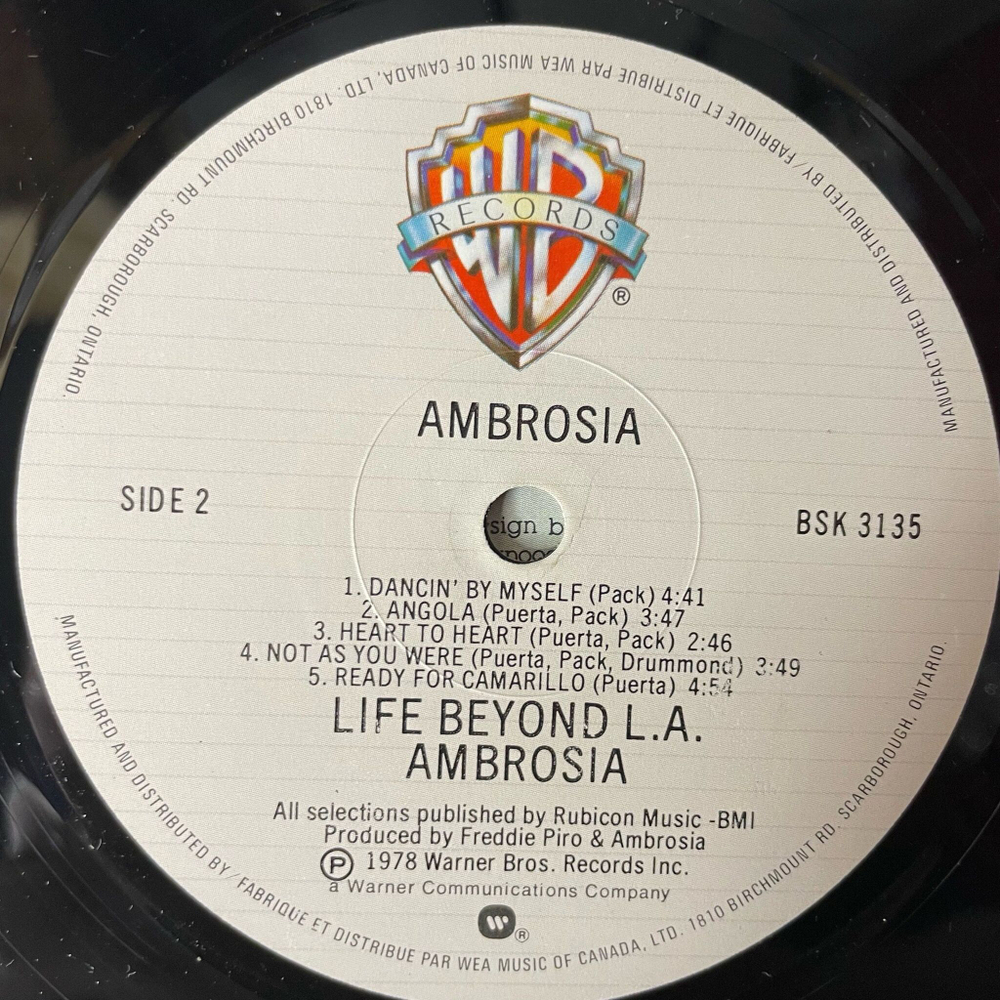 MANUFACTURED AND DISTRIBUTED BY / FABRIQUE ET DISTRIBUE PAR WEA MUSIC OF CANADA, LTD. 1810 BIRCHMOUNT RD. SCARBOROUGH, ONTARIO.
WB
RECORDS
®
AMBROSIA
SIDE 2
BSK 3135
sign b
1. DANCIN' BY MYSELF (Pack) 4:41
2. ANGOLA (Puerta, Pack) 3:47
3. HEART TO HEART (Puerta, Pack) 2:46
4. NOT AS YOU WERE (Puerta, Pack, Drummond) 3:49
5. READY FOR CAMARILLO (Puerta) 4:54
LIFE BEYOND L.A.
AMBROSIA
All selections published by Rubicon Music -BMI
Produced by Freddie Piro & Ambrosia
℗ 1978 Warner Bros. Records Inc.
a Warner Communications Company
®
MANUFACTURED AND DISTRIBUTED BY / FABRIQUE ET DISTRIBUE PAR WEA MUSIC OF CANADA, LTD. 1810 BIRCHMOUNT RD. SCARBOROUGH, ONTARIO.